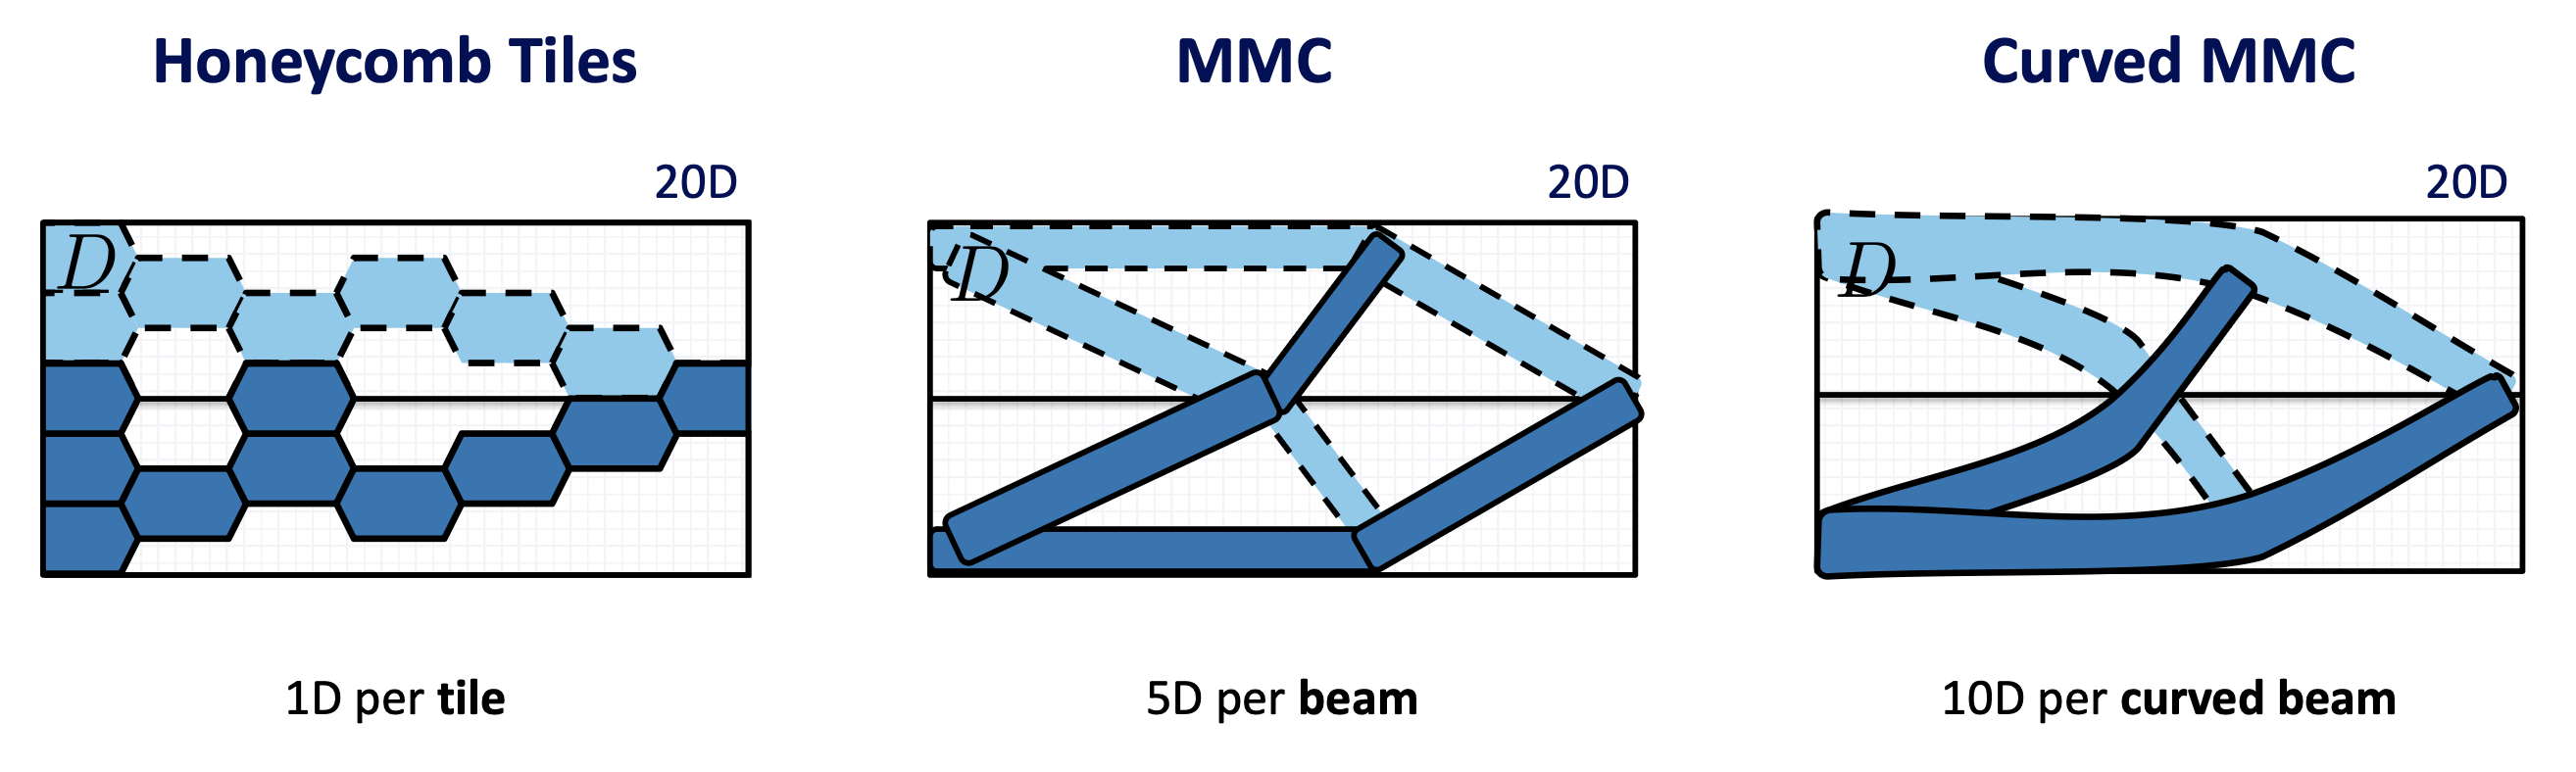 Honeycomb Tiles
MMC
Curved MMC
20D
20D
20D
D
D
D
1D per tile
5D per beam
10D per curved beam